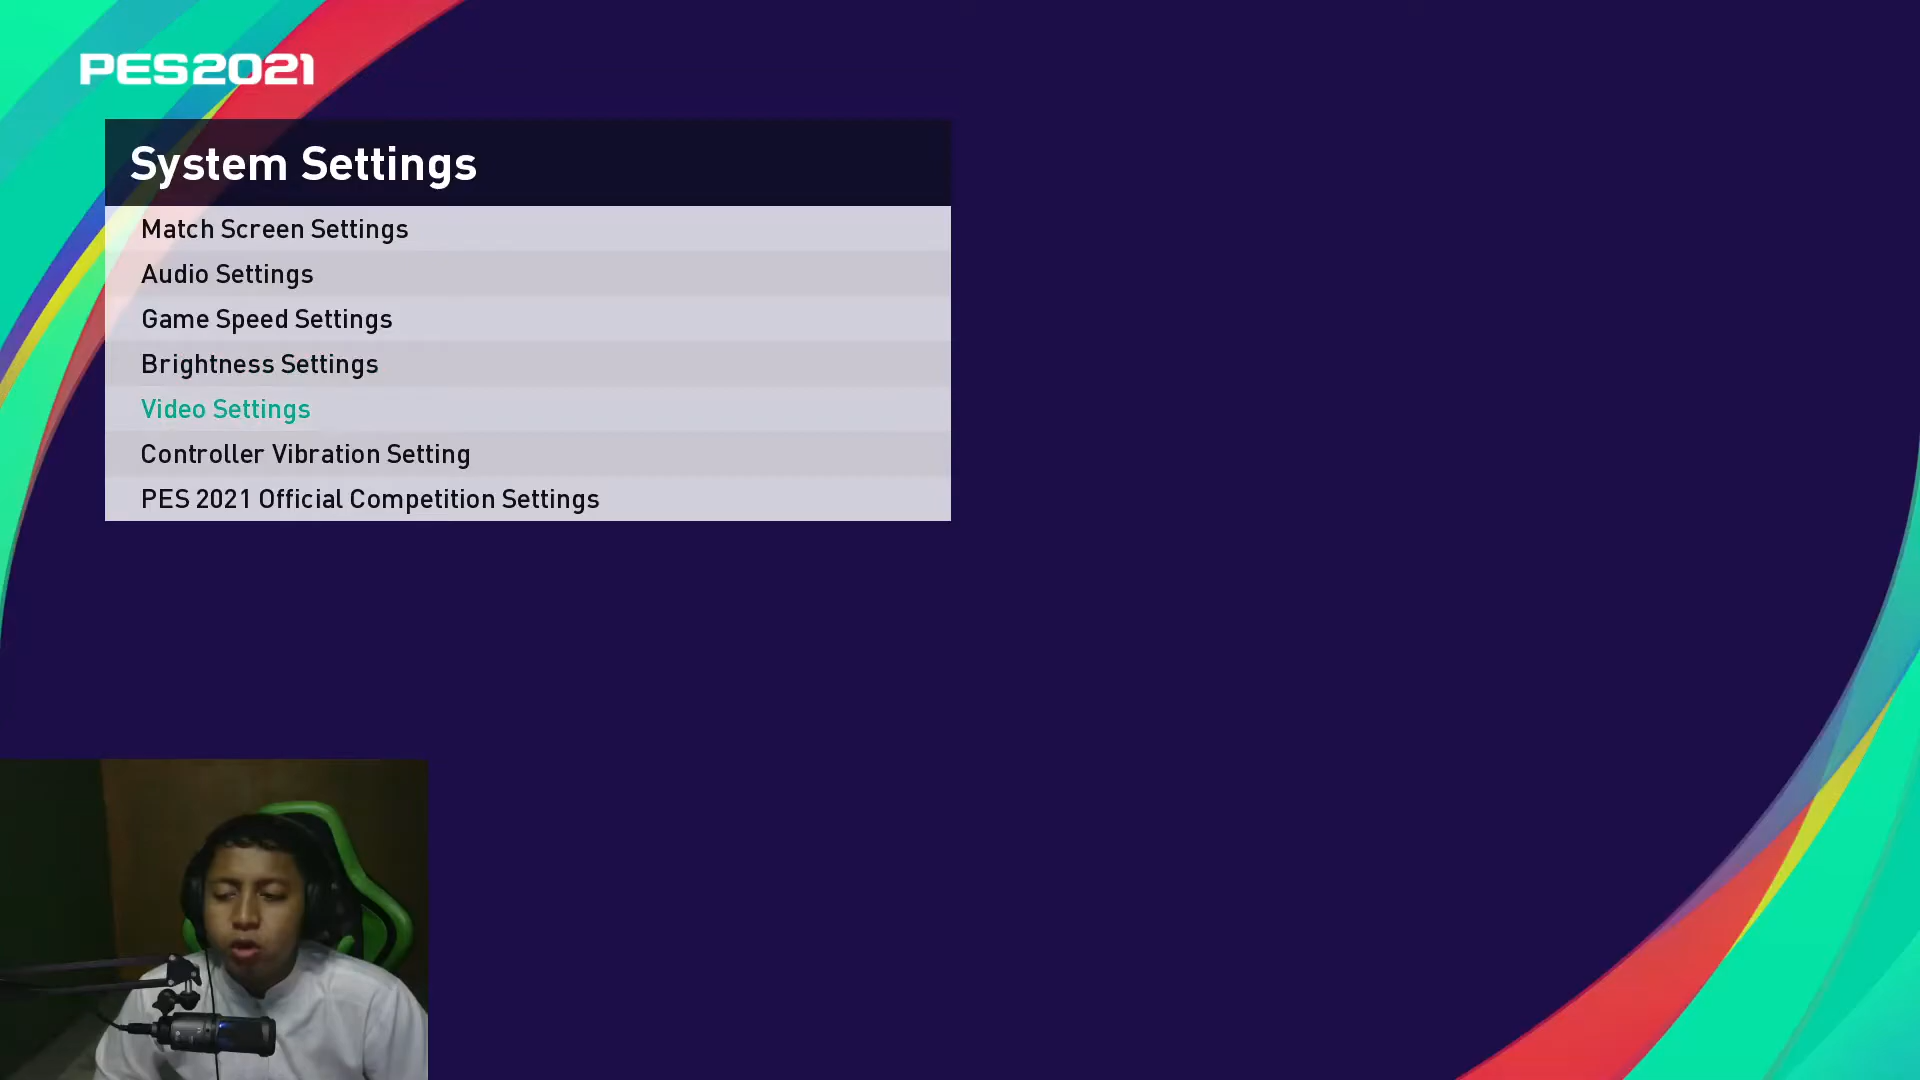 PES2021
System Settings
Match Screen Settings
Audio Settings
Game Speed Settings
Brightness Settings
Video Settings
Controller Vibration Setting
PES 2021 Official Competition Settings